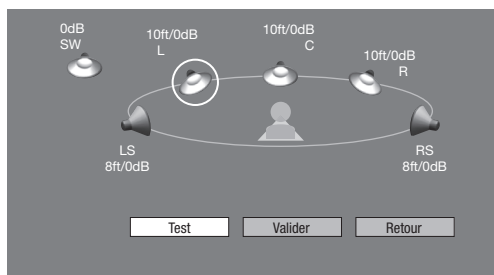 0dB
SW
10ft/0dB
L
10ft/0dB
C
10ft/0dB
R
LS
8ft/0dB
RS
8ft/0dB
Test
Valider
Retour